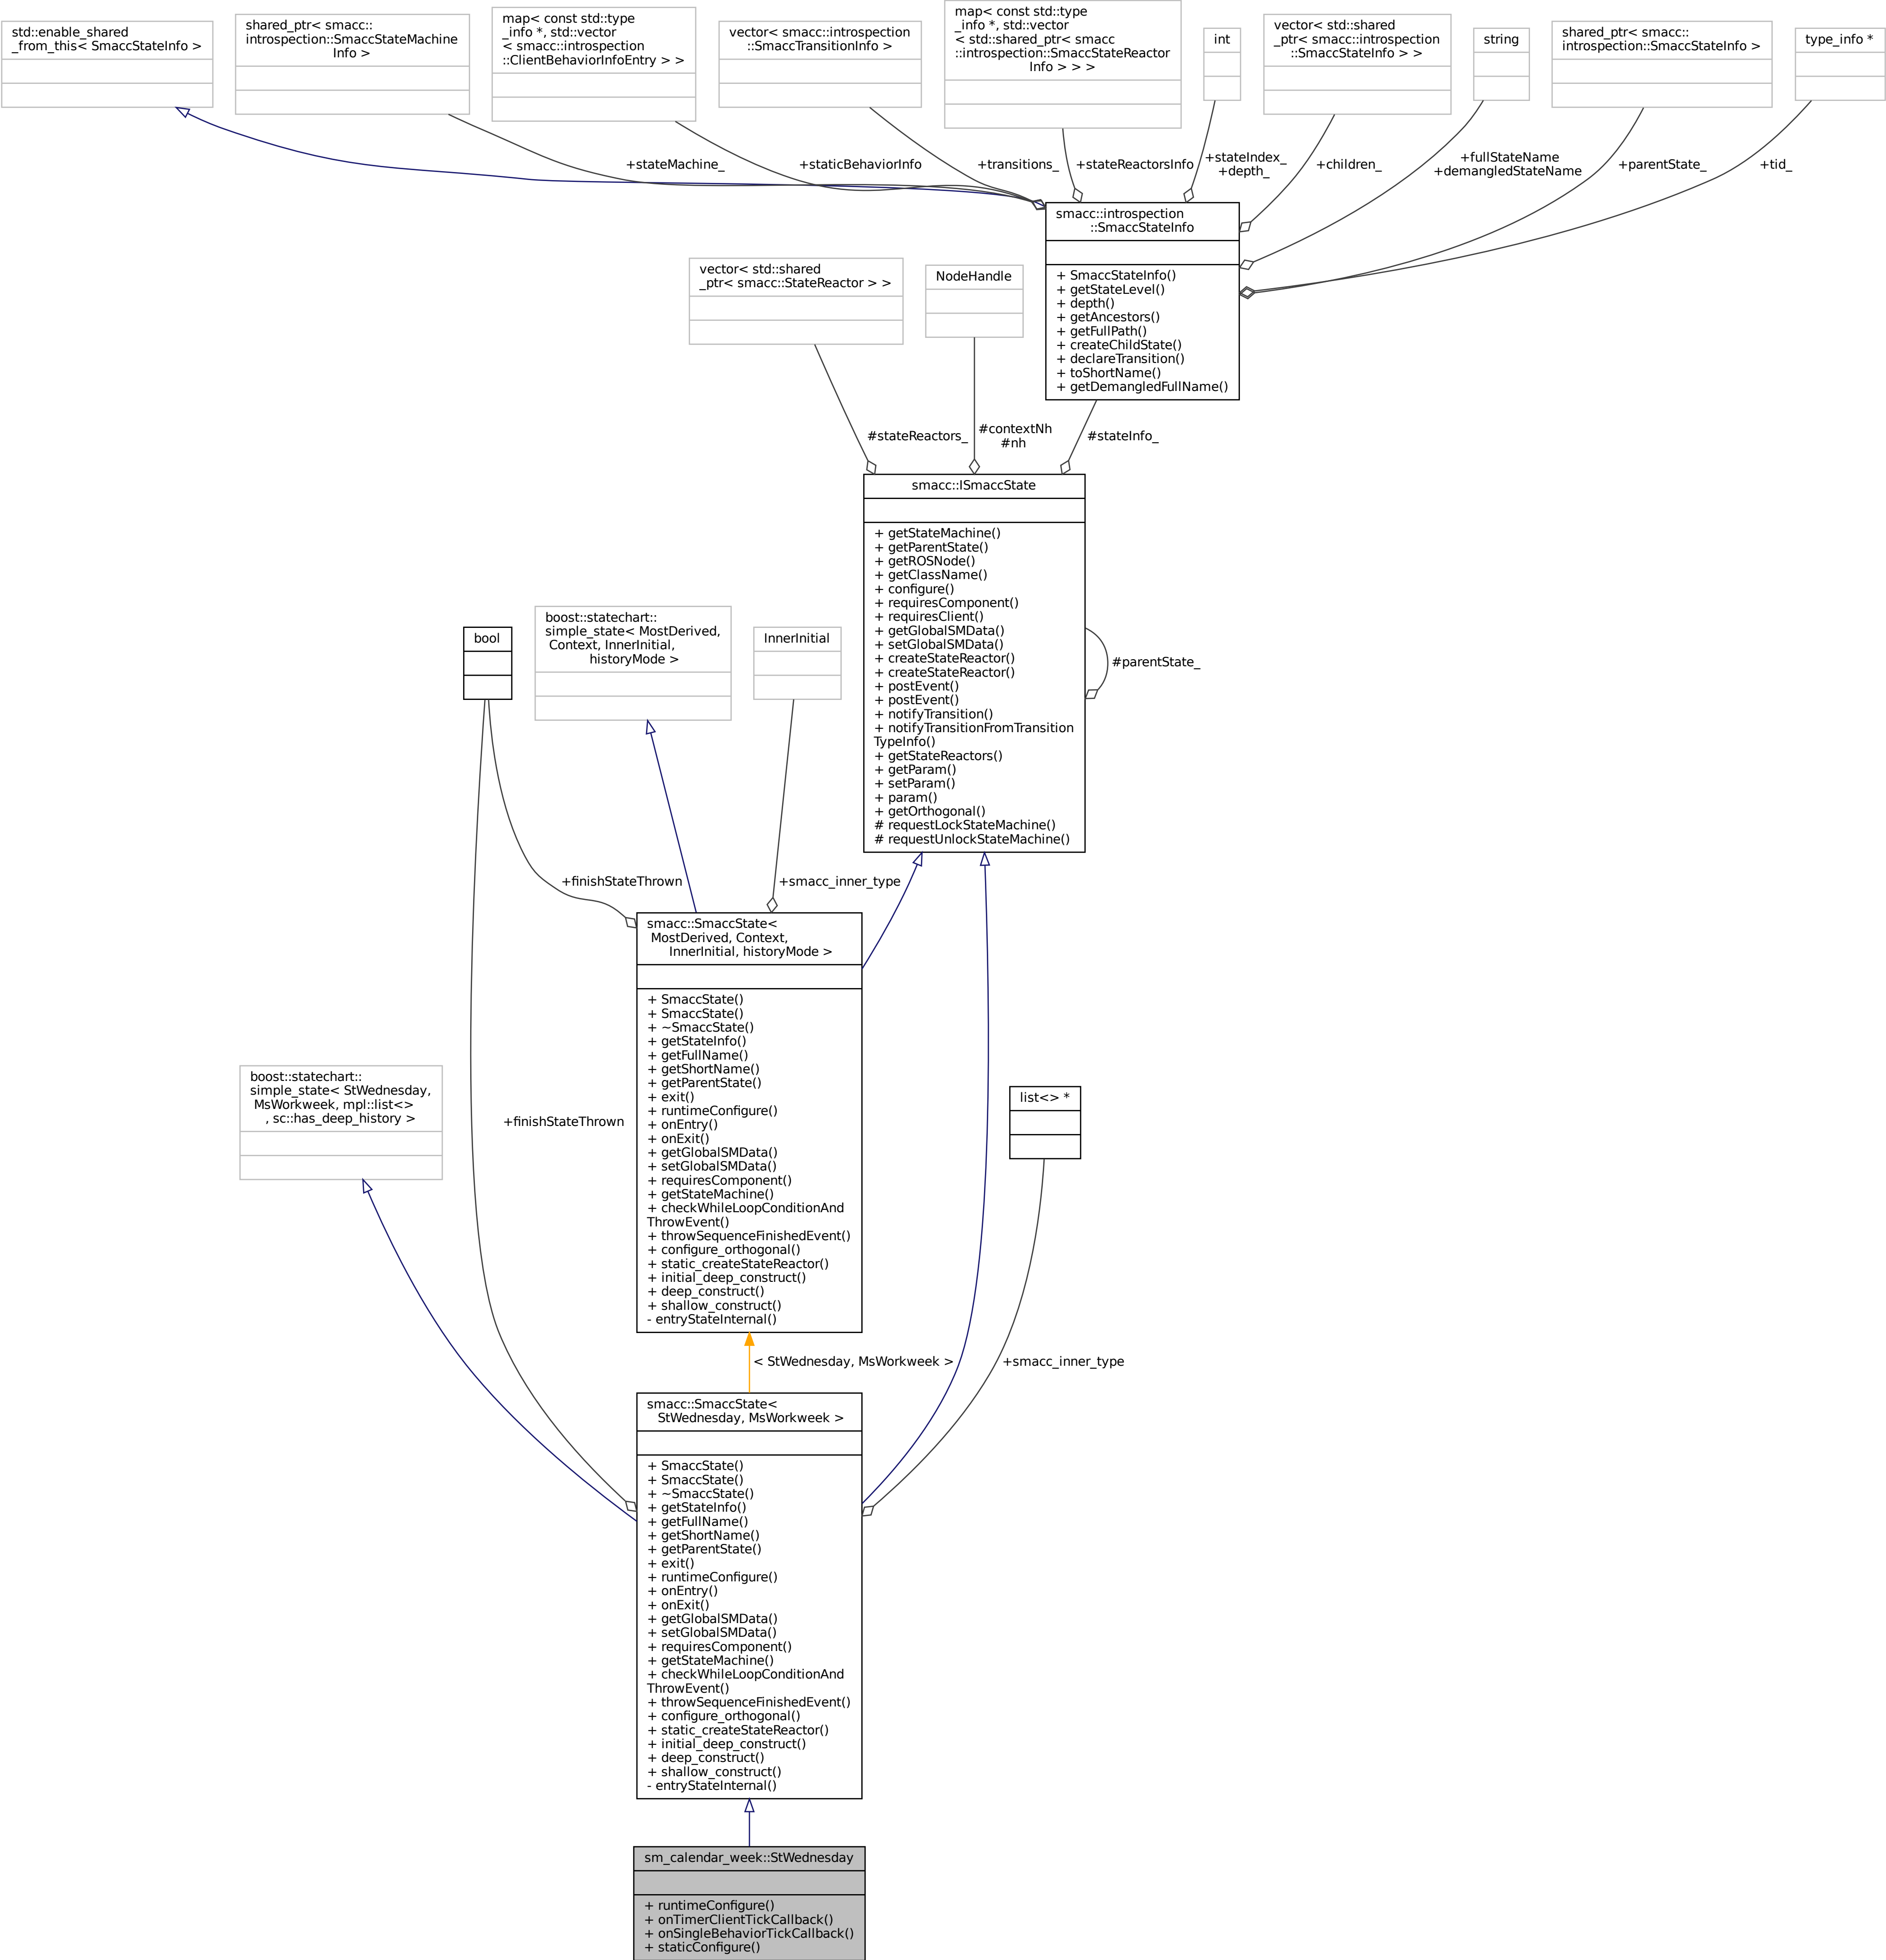 std::enable_shared
_from_this< SmaccStateInfo >
shared_ptr< smacc::
introspection::SmaccStateMachine
Info >
map< const std::type
_info *, std::vector
< smacc::introspection
::ClientBehaviorInfoEntry > >
vector< smacc::introspection
::SmaccTransitionInfo >
map< const std::type
_info *, std::vector
< std::shared_ptr< smacc
::introspection::SmaccStateReactor
Info > > >
int
vector< std::shared
_ptr< smacc::introspection
::SmaccStateInfo > >
string
shared_ptr< smacc::
introspection::SmaccStateInfo >
type_info *
+stateMachine_
+staticBehaviorInfo
+transitions_
+stateReactorsInfo
+stateIndex_
+depth_
+children_
+fullStateName
+demangledStateName
+parentState_
+tid_
smacc::introspection
::SmaccStateInfo
+ SmaccStateInfo()
+ getStateLevel()
+ depth()
+ getAncestors()
+ getFullPath()
+ createChildState()
+ declareTransition()
+ toShortName()
+ getDemangledFullName()
vector< std::shared
_ptr< smacc::StateReactor > >
NodeHandle
#stateReactors_
#contextNh
#nh
#stateInfo_
smacc::ISmaccState
+ getStateMachine()
+ getParentState()
+ getROSNode()
+ getClassName()
+ configure()
+ requiresComponent()
+ requiresClient()
+ getGlobalSMData()
+ setGlobalSMData()
+ createStateReactor()
+ createStateReactor()
+ postEvent()
+ postEvent()
+ notifyTransition()
+ notifyTransitionFromTransition
TypeInfo()
+ getStateReactors()
+ getParam()
+ setParam()
+ param()
+ getOrthogonal()
# requestLockStateMachine()
# requestUnlockStateMachine()
#parentState_
bool
boost::statechart::
simple_state< MostDerived,
Context, InnerInitial,
historyMode >
InnerInitial
+finishStateThrown
+smacc_inner_type
smacc::SmaccState<
MostDerived, Context,
InnerInitial, historyMode >
+ SmaccState()
+ SmaccState()
+ ~SmaccState()
+ getStateInfo()
+ getFullName()
+ getShortName()
+ getParentState()
+ exit()
+ runtimeConfigure()
+ onEntry()
+ onExit()
+ getGlobalSMData()
+ setGlobalSMData()
+ requiresComponent()
+ getStateMachine()
+ checkWhileLoopConditionAnd
ThrowEvent()
+ throwSequenceFinishedEvent()
+ configure_orthogonal()
+ static_createStateReactor()
+ initial_deep_construct()
+ deep_construct()
+ shallow_construct()
- entryStateInternal()
boost::statechart::
simple_state< StWednesday,
MsWorkweek, mpl::list<>
, sc::has_deep_history >
+finishStateThrown
list<> *
< StWednesday, MsWorkweek >
+smacc_inner_type
smacc::SmaccState<
StWednesday, MsWorkweek >
+ SmaccState()
+ SmaccState()
+ ~SmaccState()
+ getStateInfo()
+ getFullName()
+ getShortName()
+ getParentState()
+ exit()
+ runtimeConfigure()
+ onEntry()
+ onExit()
+ getGlobalSMData()
+ setGlobalSMData()
+ requiresComponent()
+ getStateMachine()
+ checkWhileLoopConditionAnd
ThrowEvent()
+ throwSequenceFinishedEvent()
+ configure_orthogonal()
+ static_createStateReactor()
+ initial_deep_construct()
+ deep_construct()
+ shallow_construct()
- entryStateInternal()
sm_calendar_week::StWednesday
+ runtimeConfigure()
+ onTimerClientTickCallback()
+ onSingleBehaviorTickCallback()
+ staticConfigure()